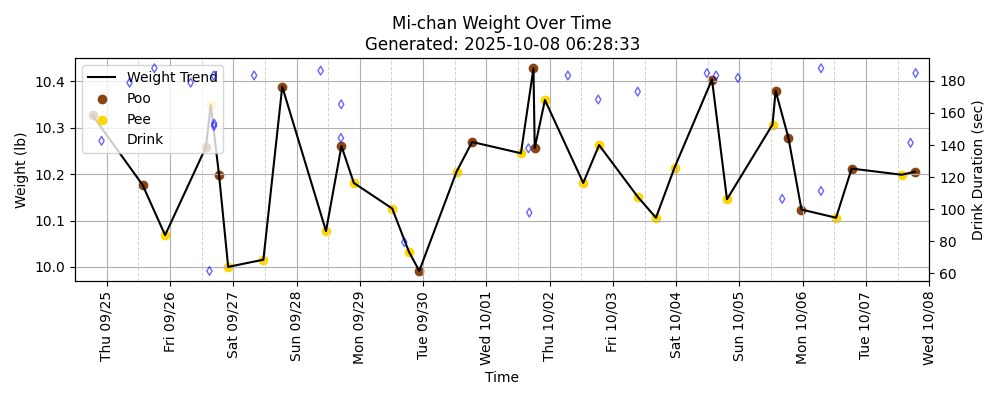 Mi-chan Weight Over Time
Generated: 2025-10-08 06:28:33
Weight Trend
Poo
Pee
Drink
Weight (lb)
10.4
10.3
10.2
10.1
10.0
180
160
140
120
100
80
60
Drink Duration (sec)
Thu 09/25
Fri 09/26
Sat 09/27
Sun 09/28
Mon 09/29
Tue 09/30
Wed 10/01
Thu 10/02
Fri 10/03
Sat 10/04
Sun 10/05
Mon 10/06
Tue 10/07
Wed 10/08
Time